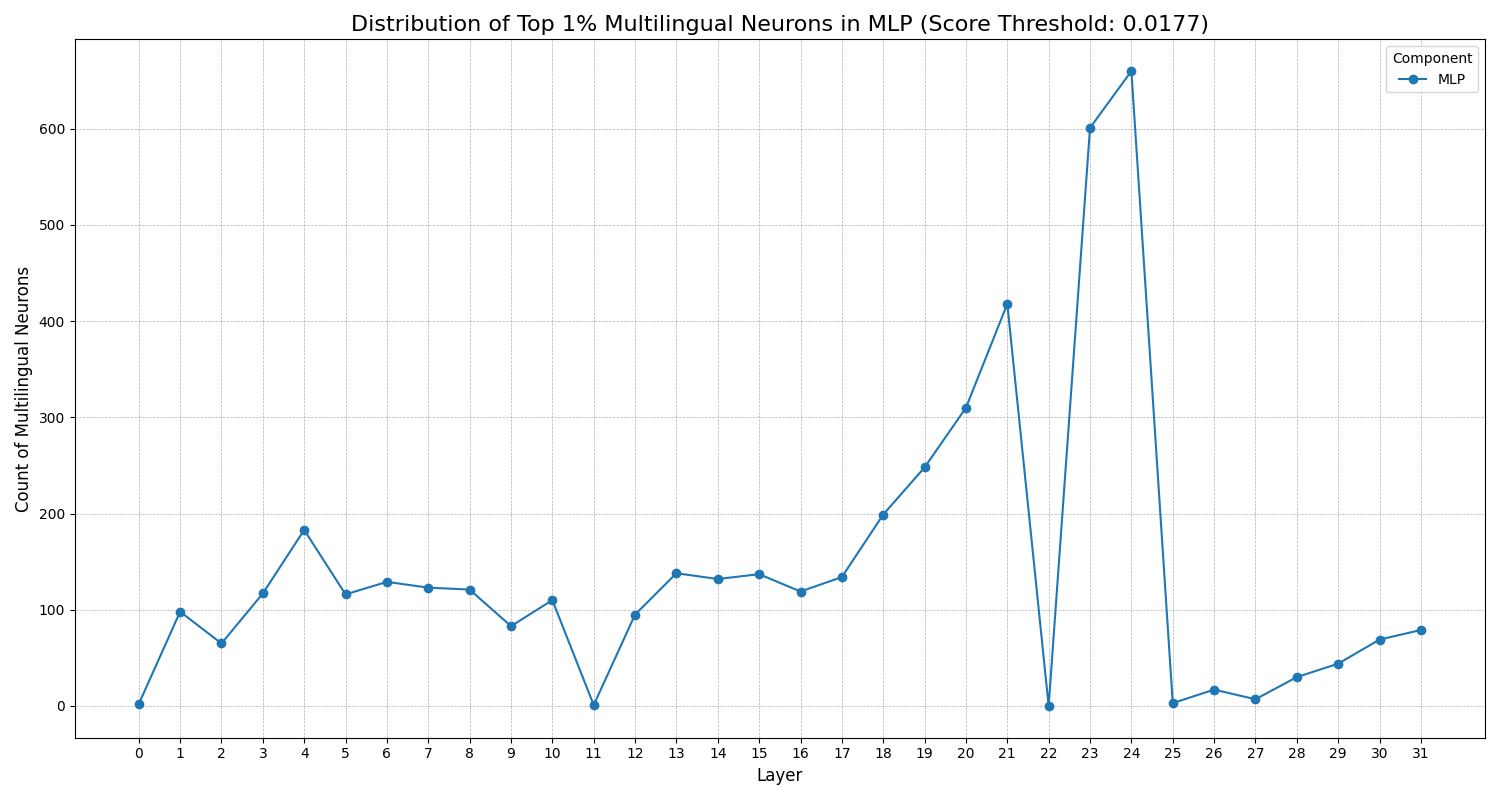 Distribution of Top 1% Multilingual Neurons in MLP (Score Threshold: 0.0177)
Component
MLP
Count of Multilingual Neurons
600
500
400
300
200
100
0
0 1 2 3 4 5 6 7 8 9 10 11 12 13 14 15 16 17 18 19 20 21 22 23 24 25 26 27 28 29 30 31
Layer